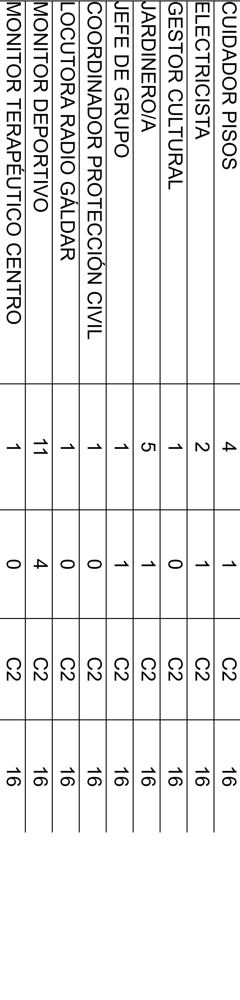 CUIDADOR PISOS 4 1 C2 16
ELECTRICISTA 2 1 C2 16
GESTOR CULTURAL 1 0 C2 16
JARDINERO/A 5 1 C2 16
JEFE DE GRUPO 1 1 C2 16
COORDINADOR PROTECCIÓN CIVIL 1 0 C2 16
LOCUTORA RADIO GÁLDAR 1 0 C2 16
MONITOR DEPORTIVO 11 4 C2 16
MONITOR TERAPÉUTICO CENTRO 1 0 C2 16